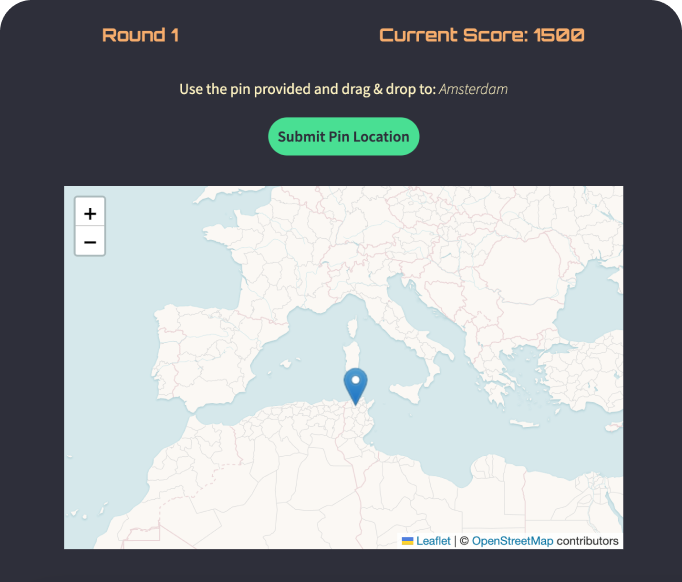 Round 1
Current Score: 1500
Use the pin provided and drag & drop to: Amsterdam
Submit Pin Location
+
−
Leaflet | © OpenStreetMap contributors